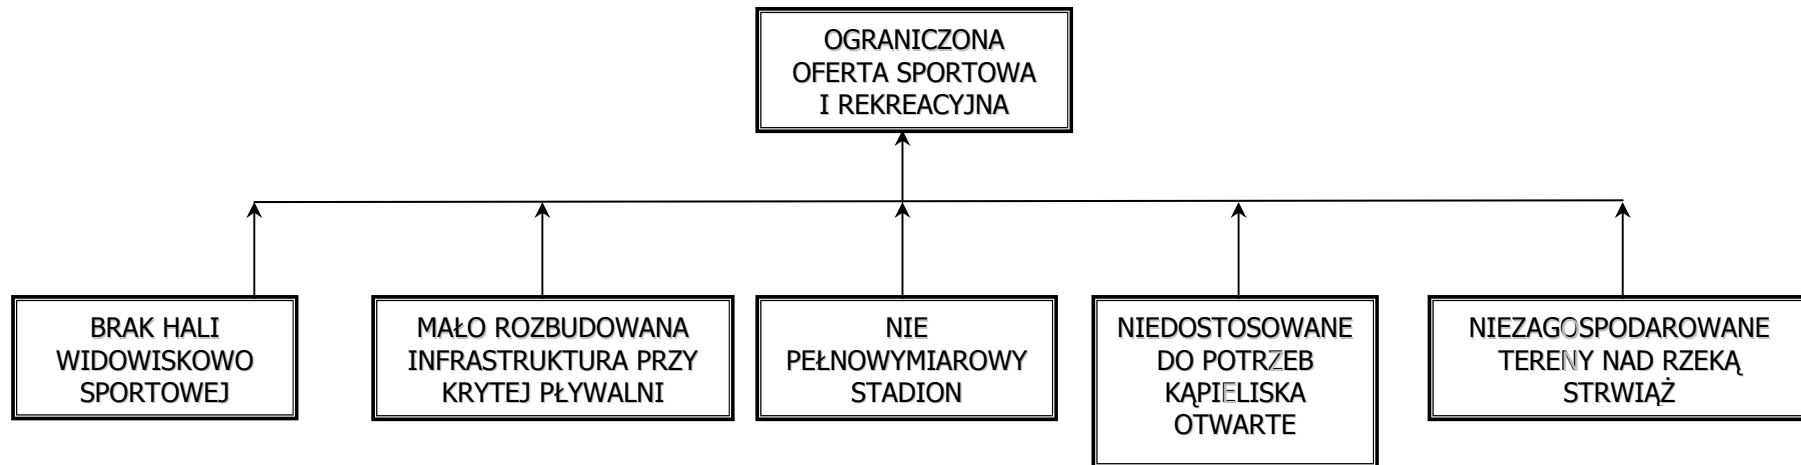 OGRANICZONA
OFERTA SPORTOWA
I REKREACYJNA
BRAK HALI
WIDOWISKOWO
SPORTOWEJ
MAŁO ROZBUDOWANA
INFRASTRUKTURA PRZY
KRYTEJ PŁYWALNI
NIE
PEŁNOWYMIAROWY
STADION
NIEDOSTOSOWANE
DO POTRZEB
KĄPIELISKA
OTWARTE
NIEZAGOSPODAROWANE
TERENY NAD RZEKĄ
STRWIĄŻ